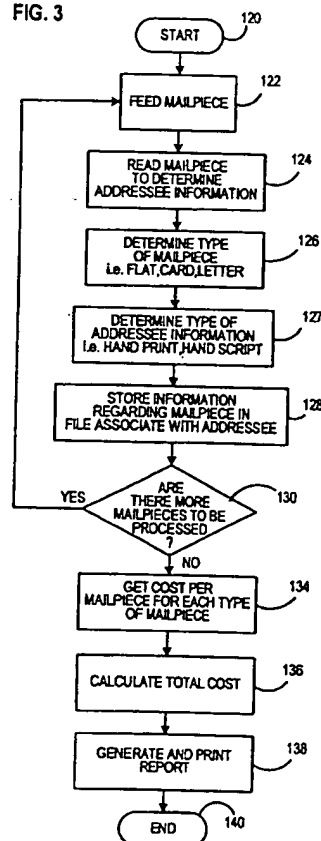 FIG. 3
START
120
FEED MAILPIECE
122
READ MAILPIECE
TO DETERMINE
ADDRESSEE INFORMATION
124
DETERMINE TYPE
OF MAILPIECE
i.e. FLAT,CARD,LETTER
126
DETERMINE TYPE OF
ADDRESSEE INFORMATION
i.e. HAND PRINT,HAND SCRIPT
127
STORE INFORMATION
REGARDING MAILPIECE IN
FILE ASSOCIATE WITH ADDRESSEE
128
ARE
THERE MORE
MAILPIECES TO BE
PROCESSED
?
130
YES
NO
GET COST PER
MAILPIECE FOR EACH TYPE
OF MAILPIECE
134
CALCULATE TOTAL COST
136
GENERATE AND PRINT
REPORT
138
END
140